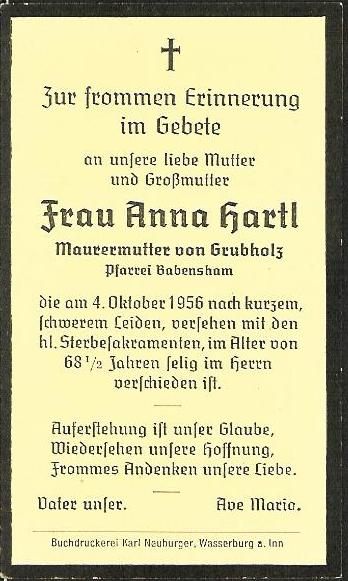 Zur frommen Erinnerung
im Gebete
an unsere liebe Mutter
und Großmutter
Frau Anna Hartl
Maurermutter von Grubholz
Pfarrei Babensham
die am 4. Oktober 1956 nach kurzem,
schwerem Leiden, versehen mit den
hl. Sterbesakramenten, im Alter von
68 1/2 Jahren selig im Herrn
verschieden ist.
Auferstehung ist unser Glaube,
Wiedersehen unsere Hoffnung,
Frommes Andenken unsere Liebe.
Vater unser. Ave Maria.
Buchdruckerei Karl Neuburger, Wasserburg a. Inn